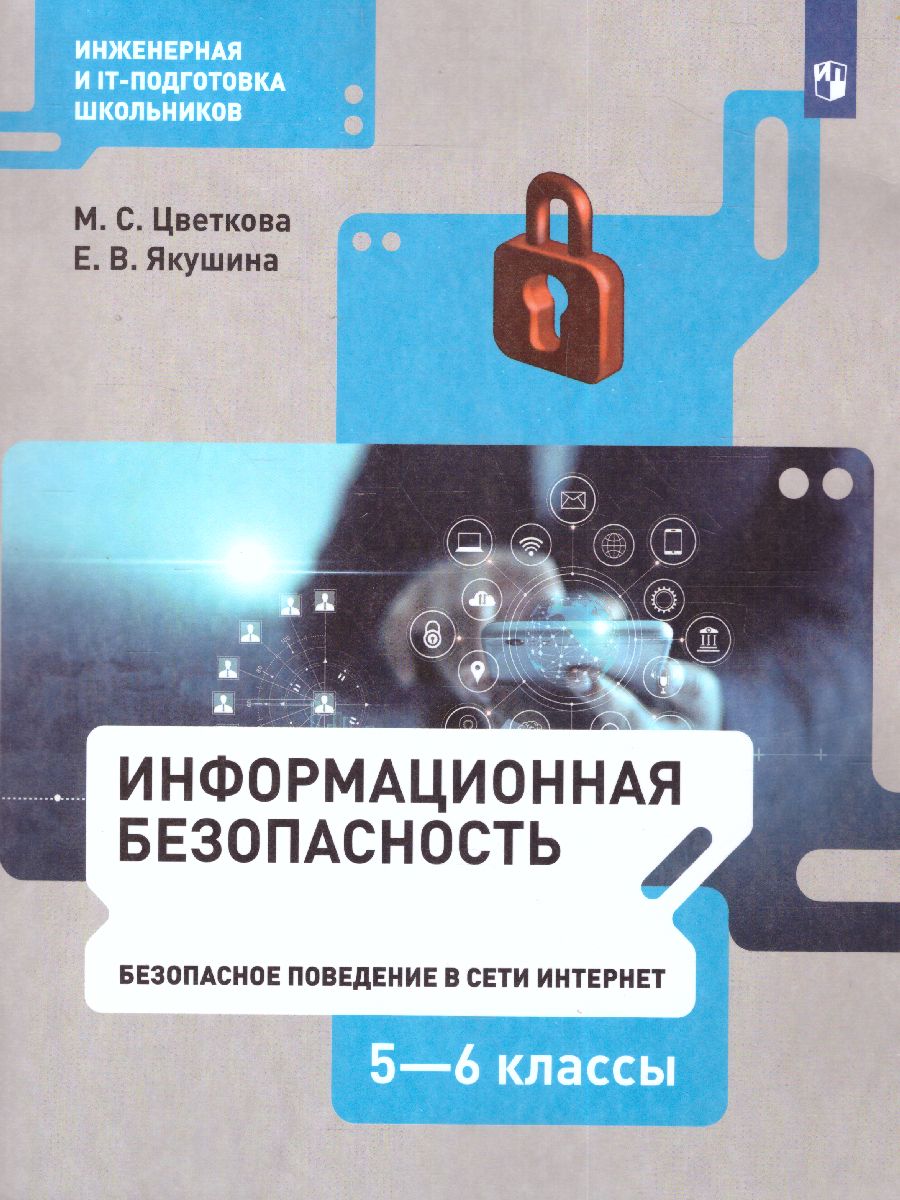 ИНЖЕНЕРНАЯ
И IT-ПОДГОТОВКА
ШКОЛЬНИКОВ
М. С. Цветкова
Е. В. Якушина
ИНФОРМАЦИОННАЯ
БЕЗОПАСНОСТЬ
БЕЗОПАСНОЕ ПОВЕДЕНИЕ В СЕТИ ИНТЕРНЕТ
5—6 классы